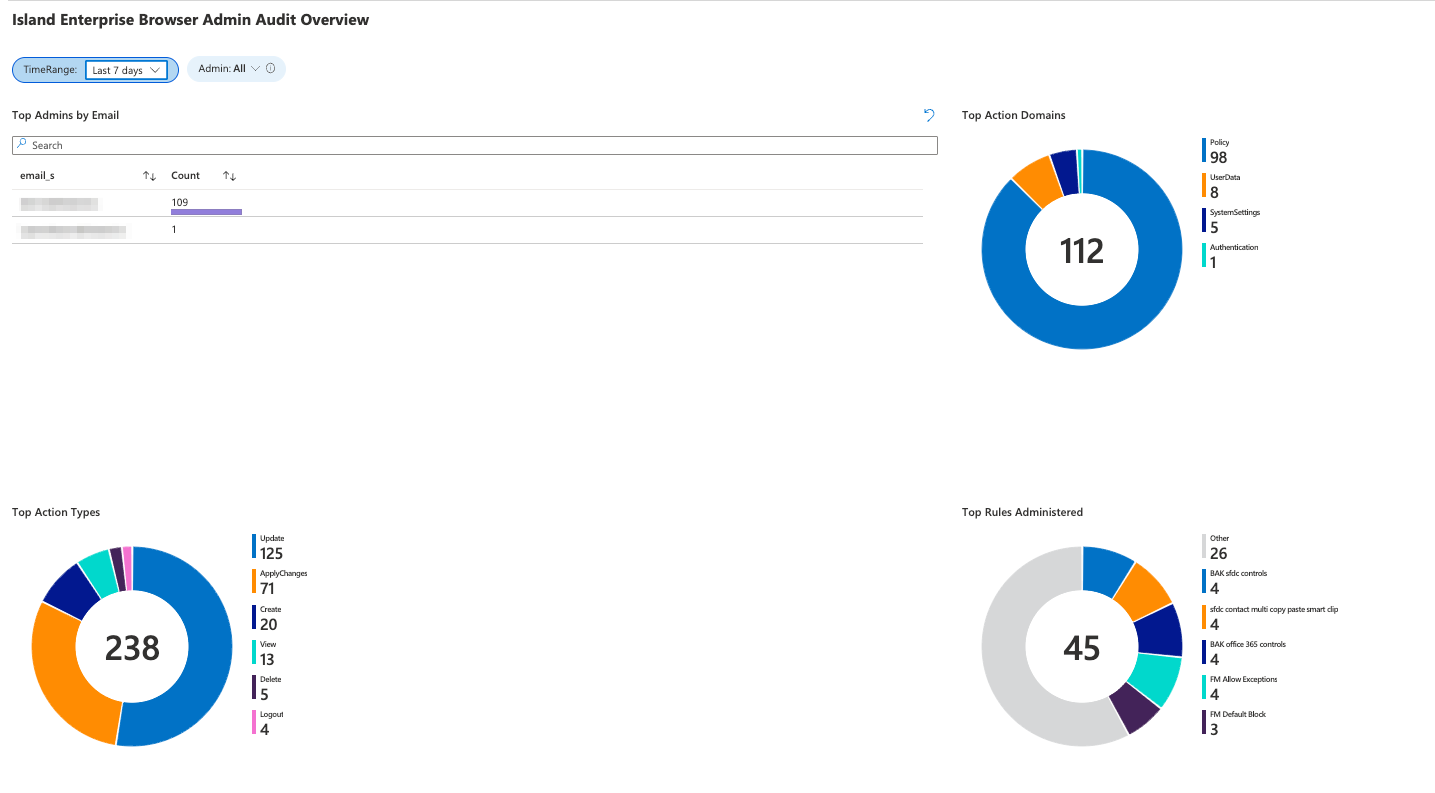 Island Enterprise Browser Admin Audit Overview
TimeRange: Last 7 days
Admin: All
Top Admins by Email
Search
email_s Count
109
1
Top Action Domains
112
Policy
98
UserData
8
SystemSettings
5
Authentication
1
Top Action Types
238
Update
125
ApplyChanges
71
Create
20
View
13
Delete
5
Logout
4
Top Rules Administered
45
Other
26
BAK sfdc controls
4
sfdc contact multi copy paste smart clip
4
BAK office 365 controls
4
FM Allow Exceptions
4
FM Default Block
3